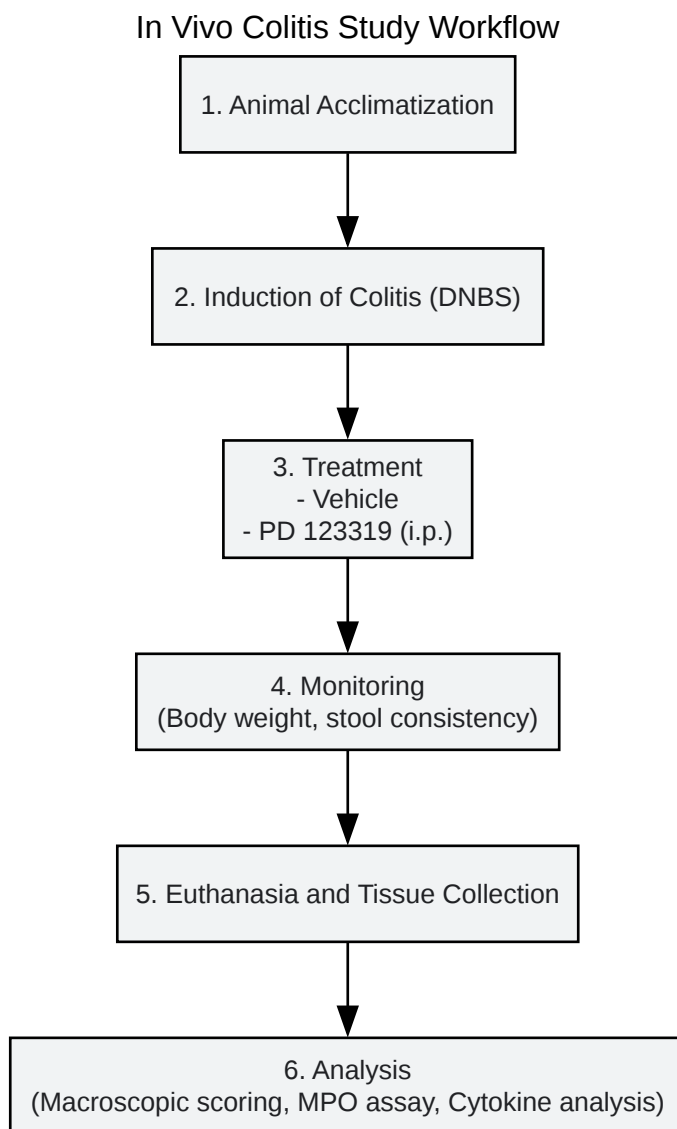 In Vivo Colitis Study Workflow
1. Animal Acclimatization
2. Induction of Colitis (DNBS)
3. Treatment
- Vehicle
- PD 123319 (i.p.)
4. Monitoring
(Body weight, stool consistency)
5. Euthanasia and Tissue Collection
6. Analysis
(Macroscopic scoring, MPO assay, Cytokine analysis)